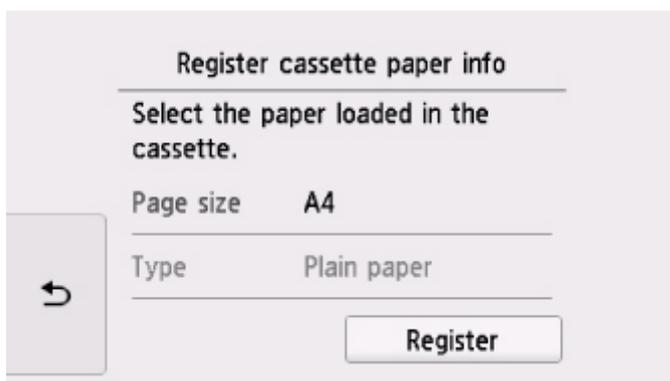 Register cassette paper info
Select the paper loaded in the
cassette.
Page size A4
Type Plain paper
Register